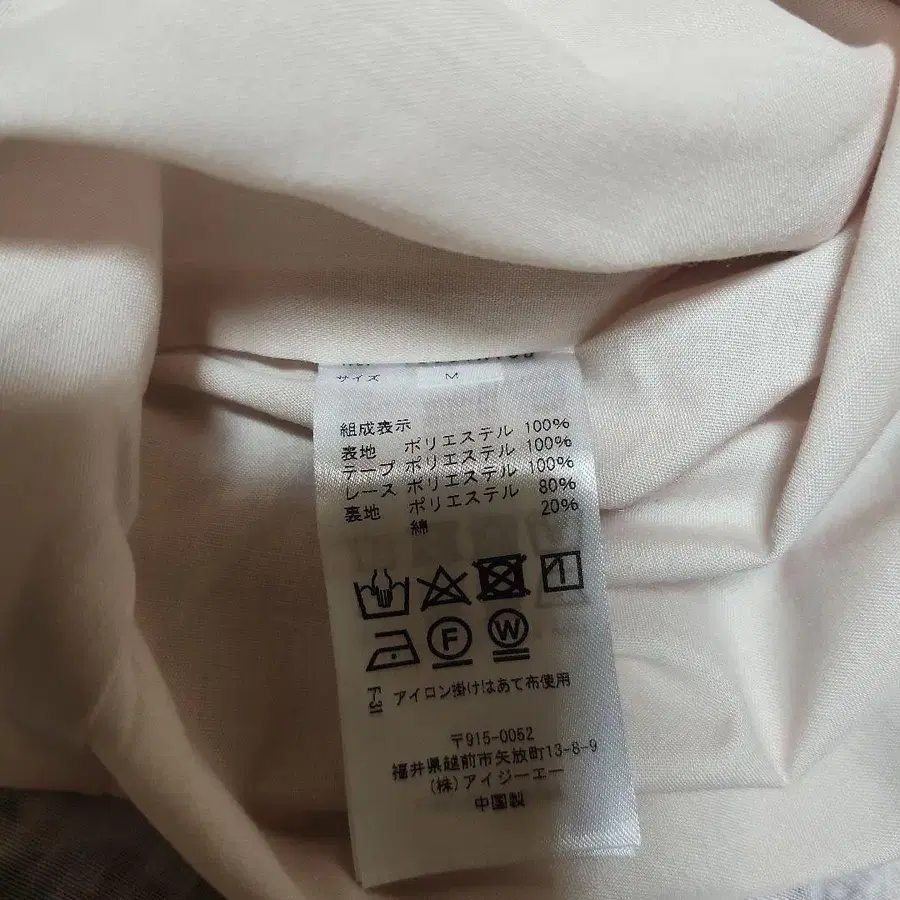 サイズ M
組成表示
表地 ポリエステル 100%
テープ ポリエステル 100%
レース ポリエステル 100%
裏地 ポリエステル 80%
綿 20%
F
W
アイロン掛けはあて布使用
〒915-0052
福井県越前市矢放町13-8-9
(株)アイジーエー
中国製